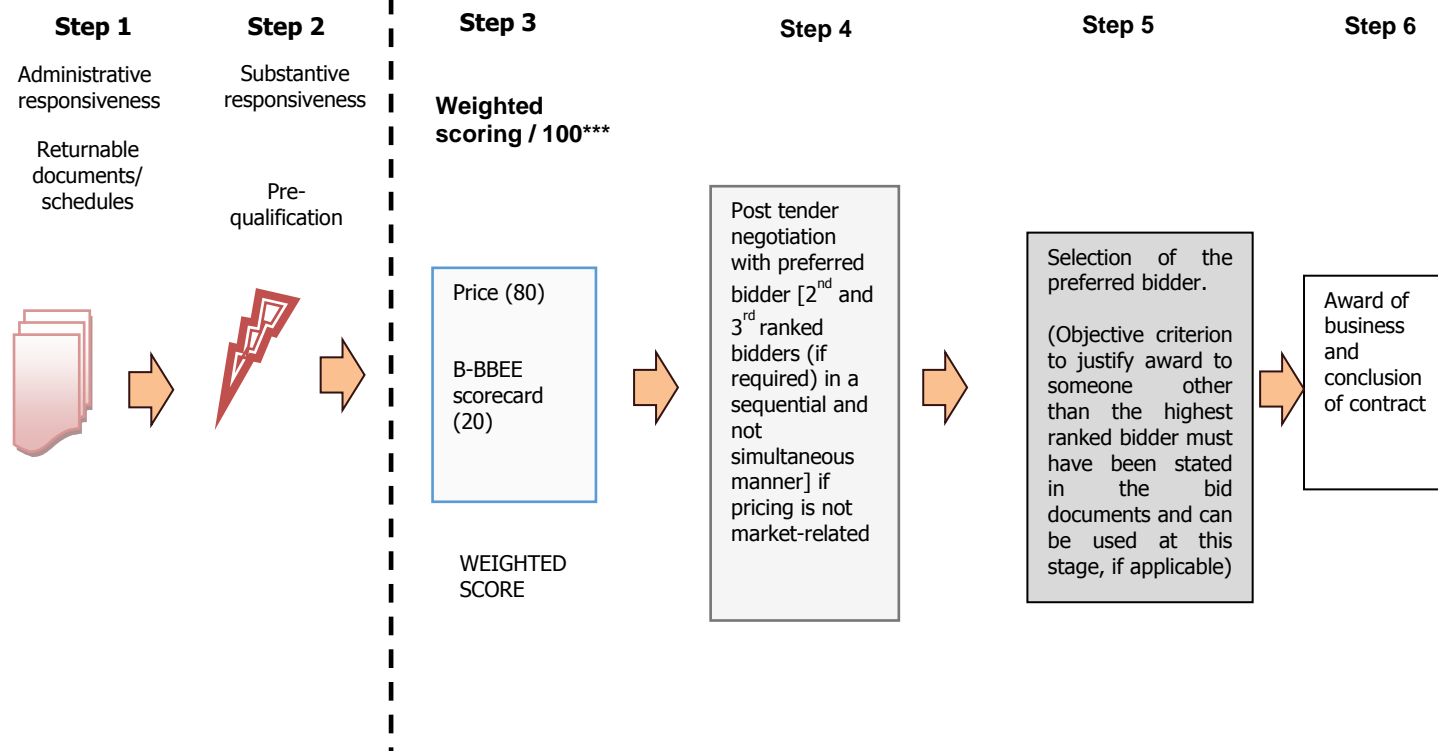 Step 1
Administrative
responsiveness
Returnable
documents/
schedules
Step 2
Substantive
responsiveness
Pre-
qualification
Step 3
Weighted
scoring / 100***
Price (80)
B-BBEE
scorecard
(20)
WEIGHTED
SCORE
Step 4
Post tender
negotiation
with preferred
bidder [2nd and
3rd ranked
bidders (if
required) in a
sequential and
not
simultaneous
manner] if
pricing is not
market-related
Step 5
Selection of the
preferred bidder.
(Objective criterion
to justify award to
someone other
than the highest
ranked bidder must
have been stated
in the bid
documents and can
be used at this
stage, if applicable)
Step 6
Award of
business
and
conclusion
of contract